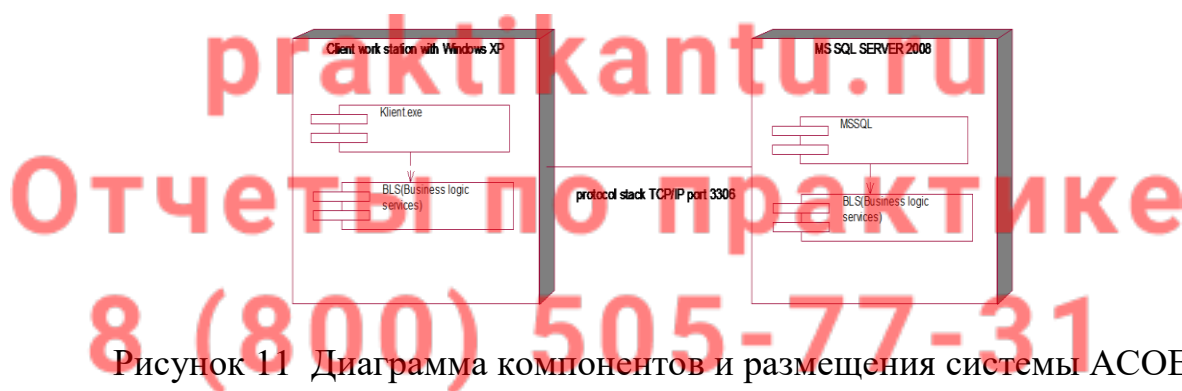 praktikantu.ru
Client work station with Windows XP
MS SQL SERVER 2008
Klient.exe
MSSQL
Отчеты по практике
BLS(Business logic
services)
protocol stack TCP/IP port 3306
BLS(Business logic
services)
8 (800) 505-77-31
Рисунок 11 Диаграмма компонентов и размещения системы АСОЕ